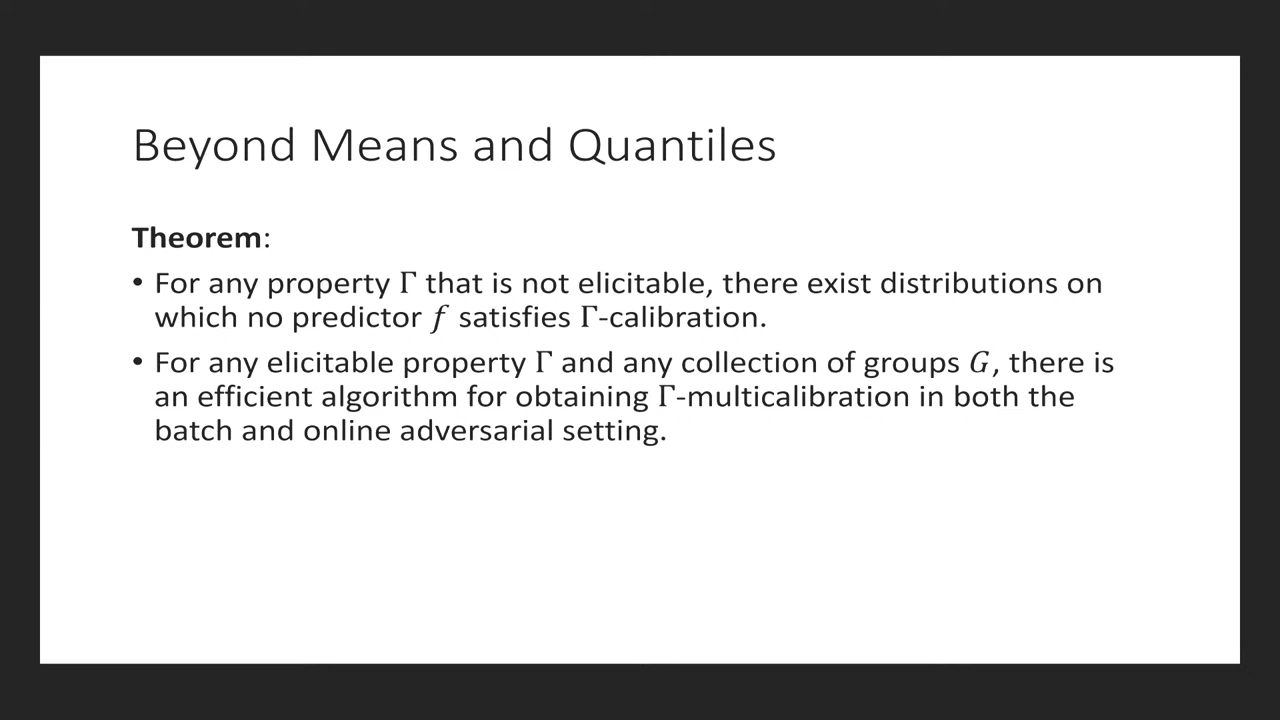 Beyond Means and Quantiles
Theorem:
• For any property Γ that is not elicitable, there exist distributions on
which no predictor f satisfies Γ-calibration.
• For any elicitable property Γ and any collection of groups G, there is
an efficient algorithm for obtaining Γ-multicalibration in both the
batch and online adversarial setting.